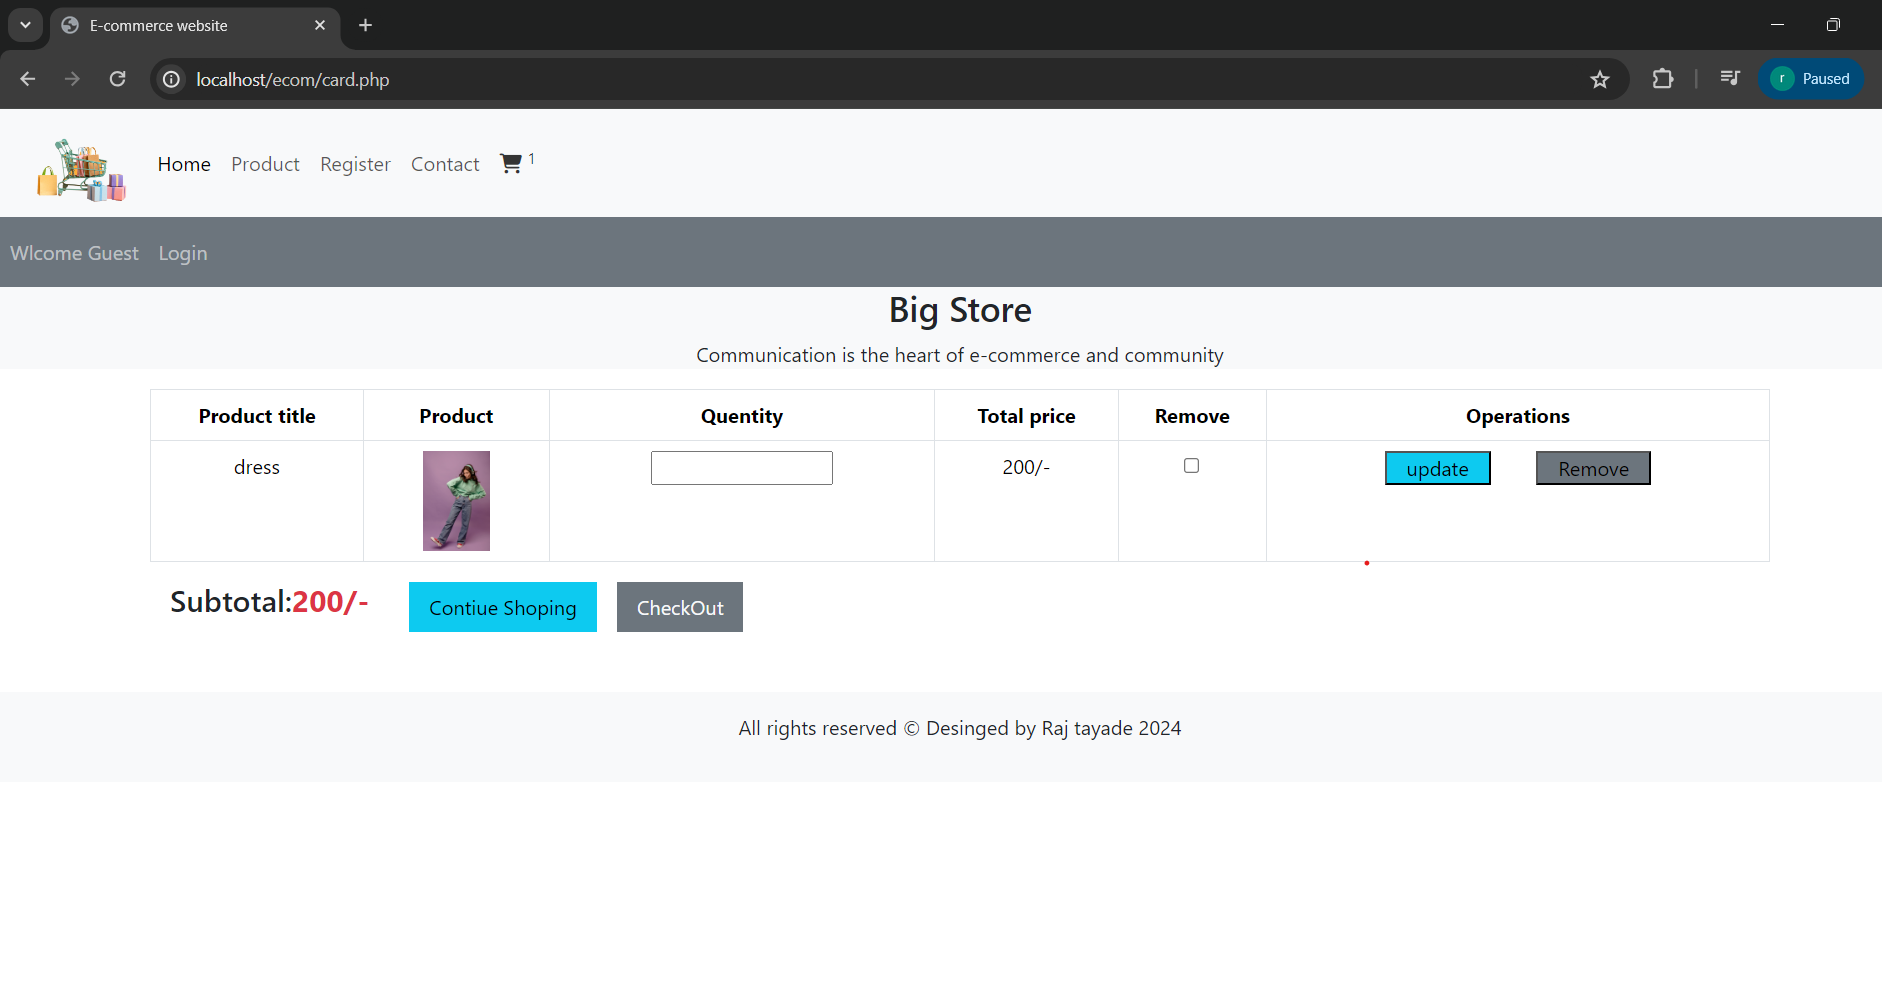 E-commerce website
localhost/ecom/card.php
r Paused
Home Product Register Contact 1
Wlcome Guest Login
Big Store
Communication is the heart of e-commerce and community
Product title Product Quentity Total price Remove Operations
dress 200/- update Remove
Subtotal:200/- Contiue Shoping CheckOut
All rights reserved © Desinged by Raj tayade 2024